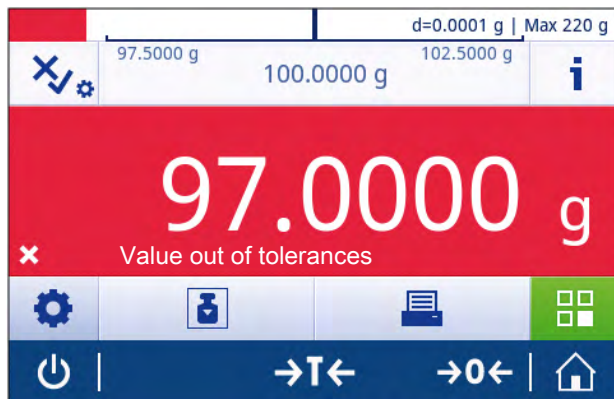 d=0.0001 g | Max 220 g
97.5000 g 100.0000 g 102.5000 g
i
97.0000 g
Value out of tolerances
→T← →0←